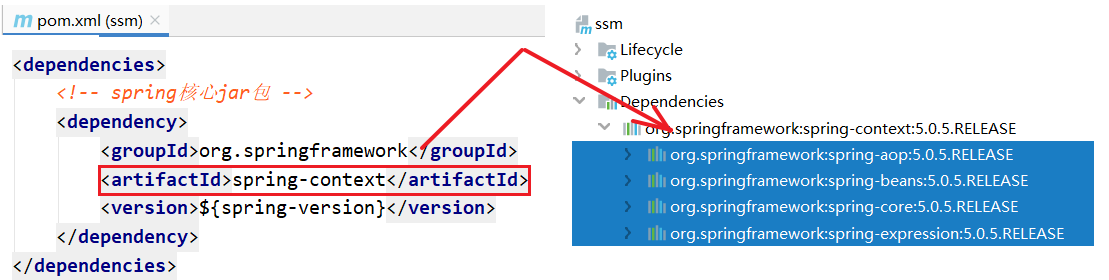 pom.xml (ssm)
<dependencies>
<!-- spring核心jar包 -->
<dependency>
<groupId>org.springframework</groupId>
<artifactId>spring-context</artifactId>
<version>${spring-version}</version>
</dependency>
</dependencies>
ssm
Lifecycle
Plugins
Dependencies
org.springframework:spring-context:5.0.5.RELEASE
org.springframework:spring-aop:5.0.5.RELEASE
org.springframework:spring-beans:5.0.5.RELEASE
org.springframework:spring-core:5.0.5.RELEASE
org.springframework:spring-expression:5.0.5.RELEASE